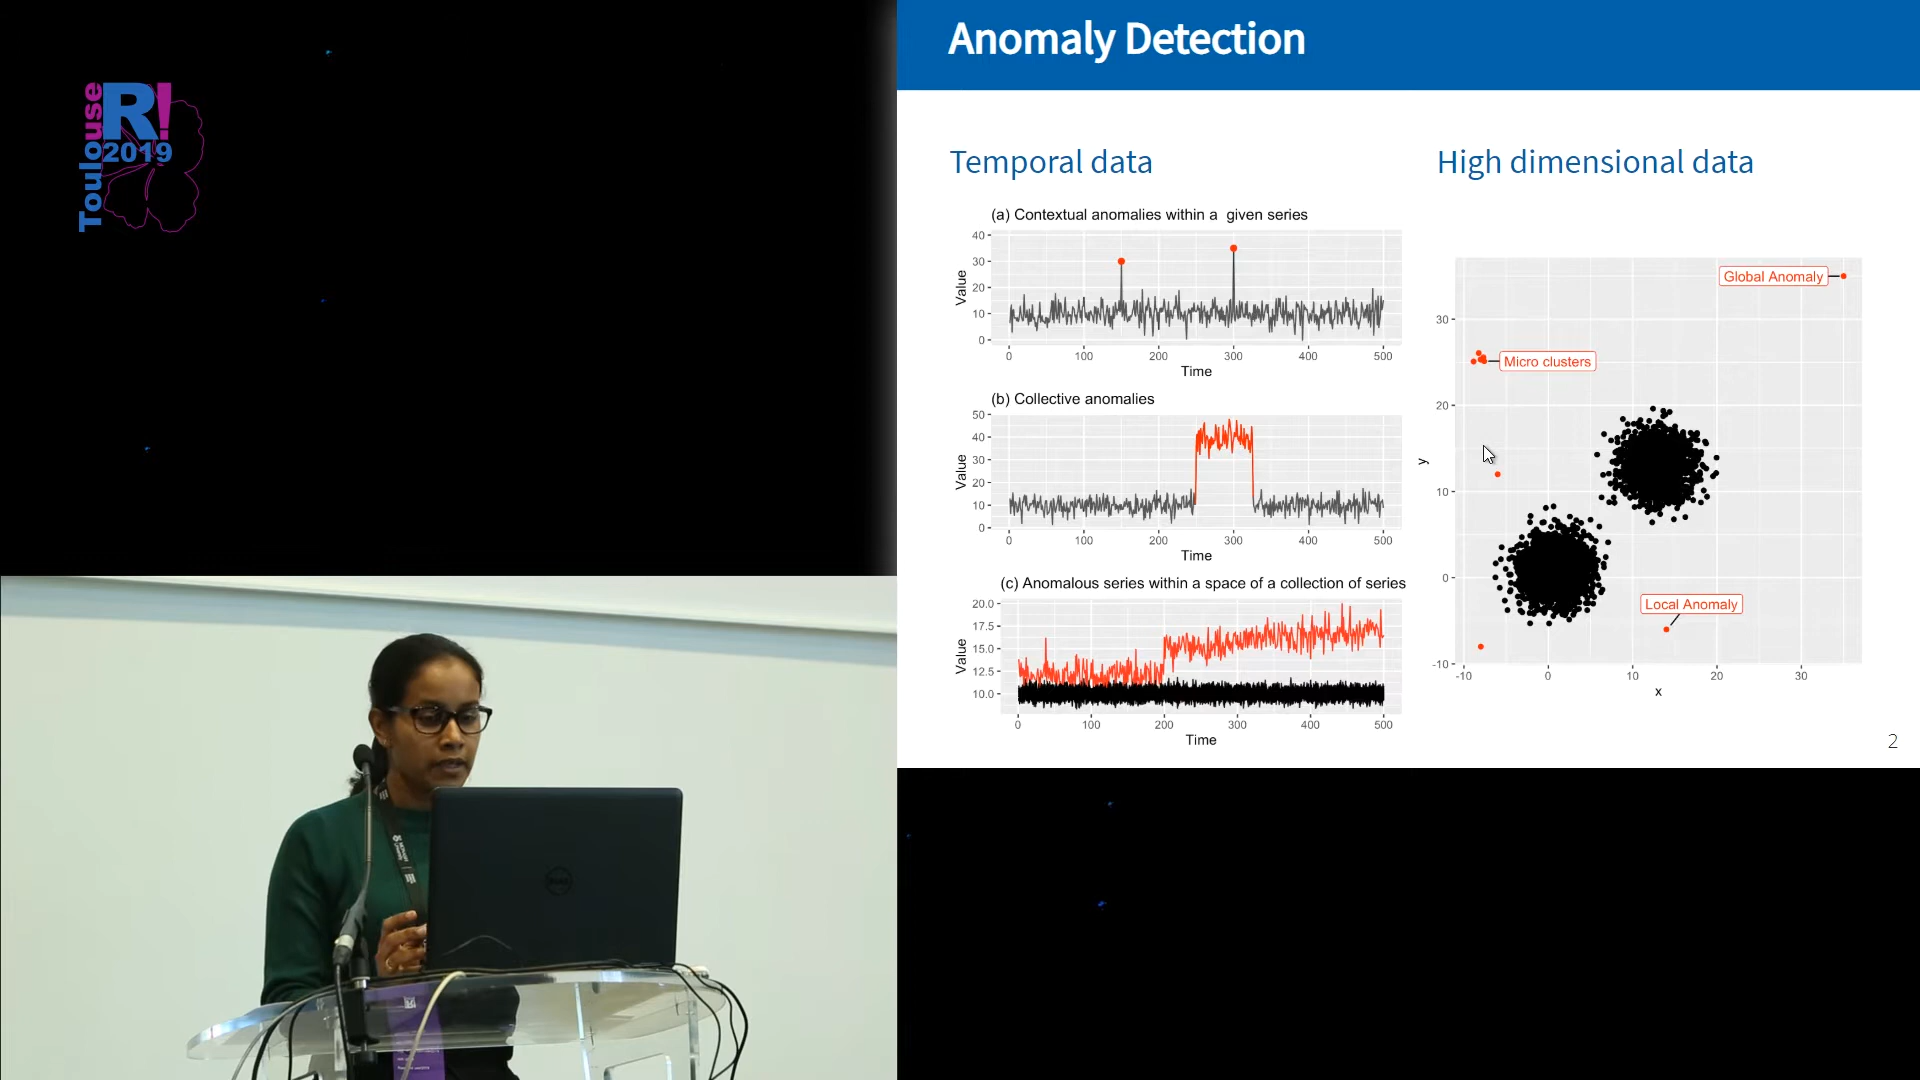 Toulouse
R!
2019
Anomaly Detection
Temporal data
High dimensional data
(a) Contextual anomalies within a given series
40
30
20
10
0
Value
0 100 200 300 400 500
Time
(b) Collective anomalies
50
40
30
20
10
0
Value
0 100 200 300 400 500
Time
(c) Anomalous series within a space of a collection of series
20.0
17.5
15.0
12.5
10.0
Value
0 100 200 300 400 500
Time
Global Anomaly
Micro clusters
Local Anomaly
30
20
10
0
-10
y
-10 0 10 20 30
x
2
DELL